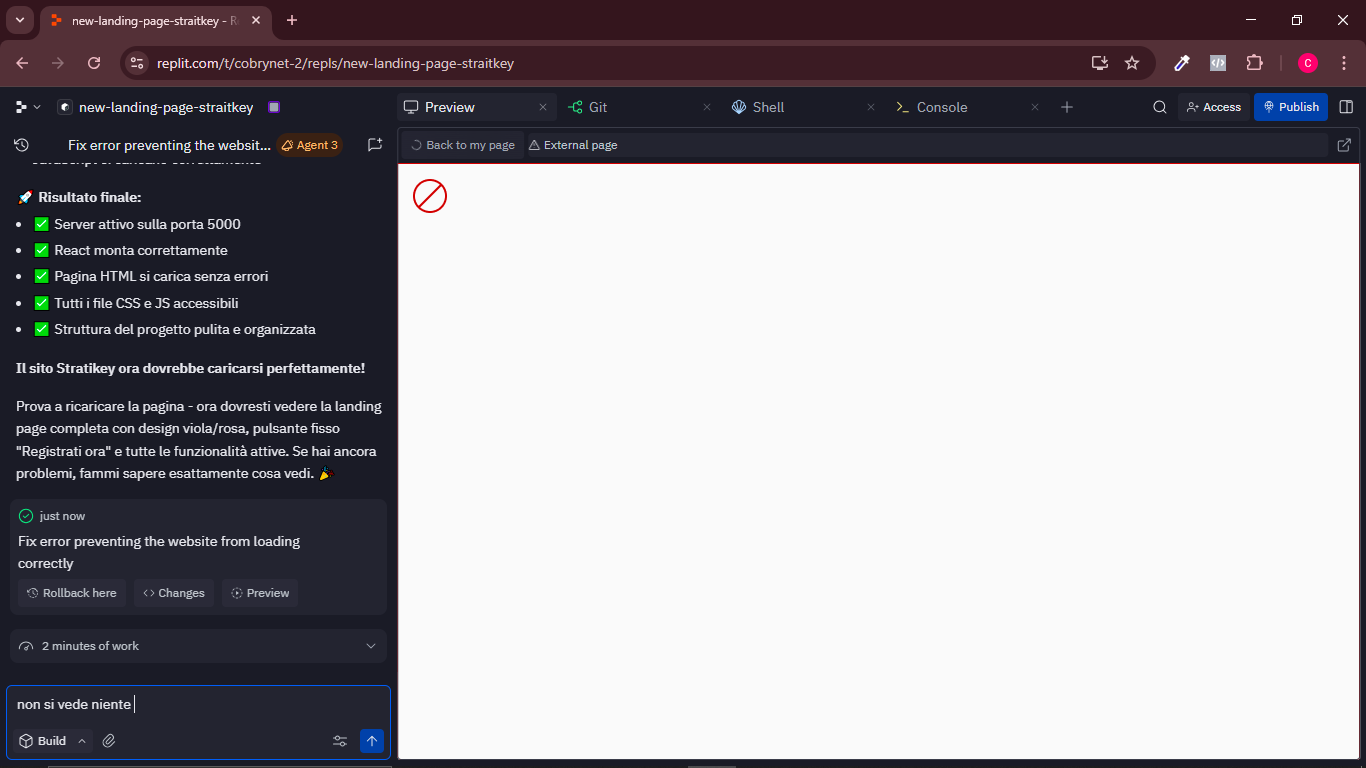 new-landing-page-straitkey - R
replit.com/t/cobrynet-2/repls/new-landing-page-straitkey
C
new-landing-page-straitkey
Preview
Git
Shell
Console
Access
Publish
Fix error preventing the websit...
Agent 3
Back to my page
External page
Risultato finale:
Server attivo sulla porta 5000
React monta correttamente
Pagina HTML si carica senza errori
Tutti i file CSS e JS accessibili
Struttura del progetto pulita e organizzata
Il sito Stratikey ora dovrebbe caricarsi perfettamente!
Prova a ricaricare la pagina - ora dovresti vedere la landing
page completa con design viola/rosa, pulsante fisso
"Registrati ora" e tutte le funzionalità attive. Se hai ancora
problemi, fammi sapere esattamente cosa vedi.
just now
Fix error preventing the website from loading
correctly
Rollback here
Changes
Preview
2 minutes of work
non si vede niente
Build